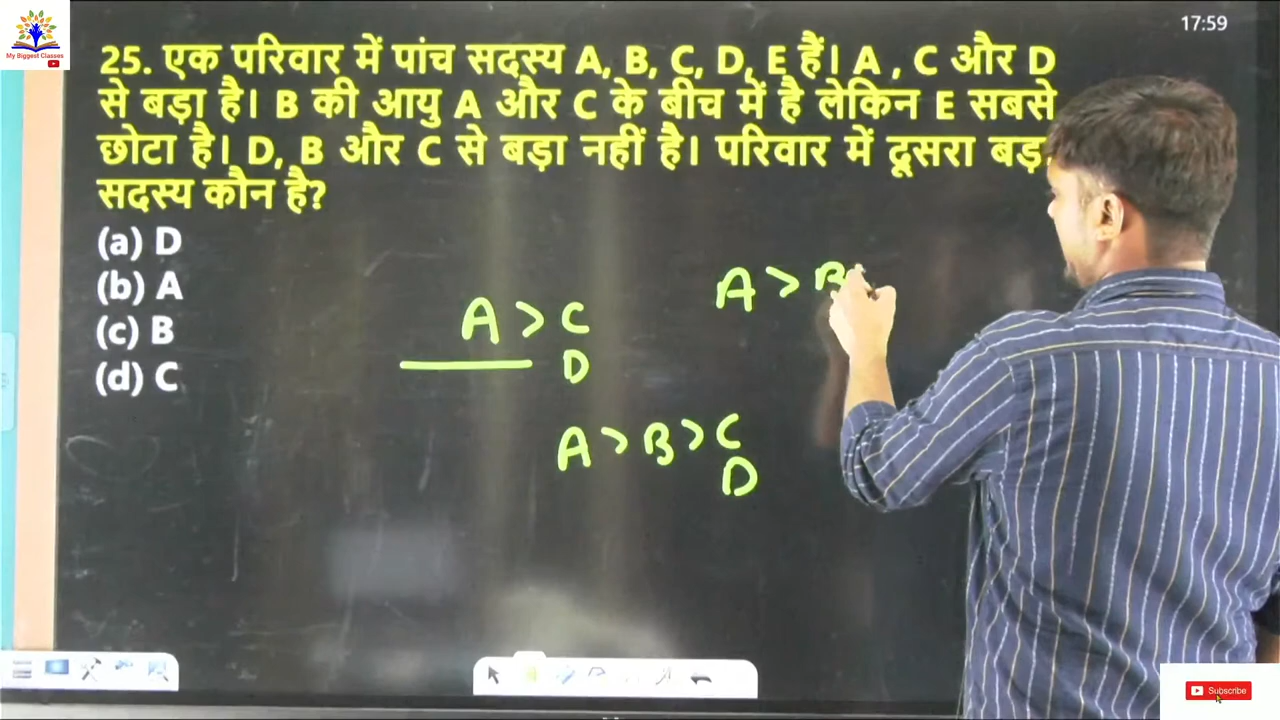 My Biggest Classes
17:59
25. एक परिवार में पांच सदस्य A, B, C, D, E हैं। A , C और D
से बड़ा है। B की आयु A और C के बीच में है लेकिन E सबसे
छोटा है। D, B और C से बड़ा नहीं है। परिवार में दूसरा
सदस्य कौन है?
(a) D
(b) A
(c) B
(d) C
A > C
D
A > B > C
D
A > B
Subscribe